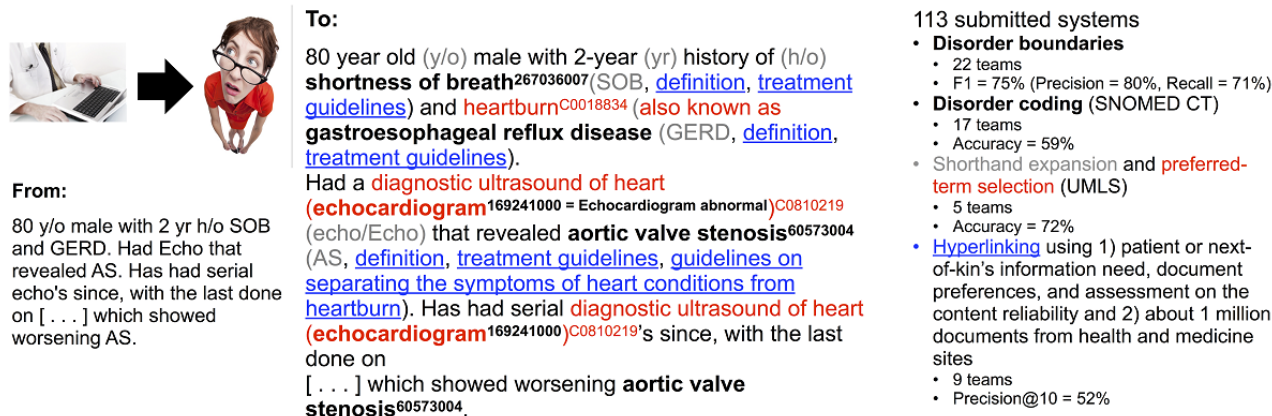 From:
80 y/o male with 2 yr h/o SOB
and GERD. Had Echo that
revealed AS. Has had serial
echo's since, with the last done
on [ . . . ] which showed
worsening AS.
To:
80 year old (y/o) male with 2-year (yr) history of (h/o)
shortness of breath267036007(SOB, definition, treatment
guidelines) and heartburnC0018834 (also known as
gastroesophageal reflux disease (GERD, definition,
treatment guidelines).
Had a diagnostic ultrasound of heart
(echocardiogram169241000 = Echocardiogram abnormal)C0810219
(echo/Echo) that revealed aortic valve stenosis60573004
(AS, definition, treatment guidelines, guidelines on
separating the symptoms of heart conditions from
heartburn). Has had serial diagnostic ultrasound of heart
(echocardiogram169241000)C0810219's since, with the last
done on
[ . . . ] which showed worsening aortic valve
stenosis60573004.
113 submitted systems
• Disorder boundaries
• 22 teams
• F1 = 75% (Precision = 80%, Recall = 71%)
• Disorder coding (SNOMED CT)
• 17 teams
• Accuracy = 59%
• Shorthand expansion and preferred-
term selection (UMLS)
• 5 teams
• Accuracy = 72%
• Hyperlinking using 1) patient or next-
of-kin's information need, document
preferences, and assessment on the
content reliability and 2) about 1 million
documents from health and medicine
sites
• 9 teams
• Precision@10 = 52%